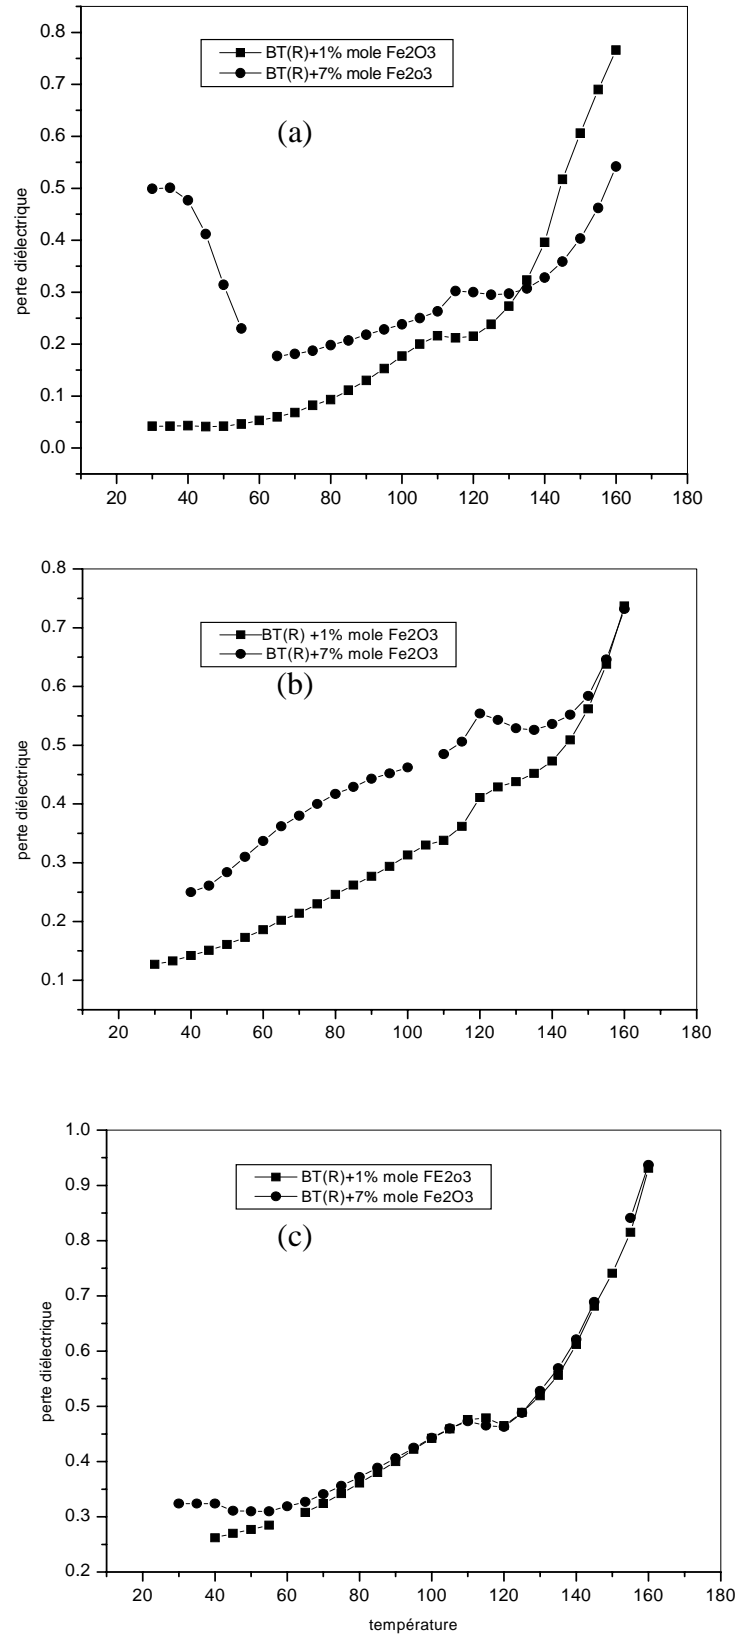 0.8
0.7
0.6
0.5
0.4
0.3
0.2
0.1
0.0
perte diélectrique
BT(R)+1% mole Fe2O3
BT(R)+7% mole Fe2o3
(a)
20 40 60 80 100 120 140 160 180
0.8
0.7
0.6
0.5
0.4
0.3
0.2
0.1
perte diélectrique
BT(R) +1% mole Fe2O3
BT(R)+7% mole Fe2O3
(b)
20 40 60 80 100 120 140 160 180
1.0
0.9
0.8
0.7
0.6
0.5
0.4
0.3
0.2
perte diélectrique
BT(R)+1% mole FE2o3
BT(R)+7% mole Fe2O3
(c)
20 40 60 80 100 120 140 160 180
température